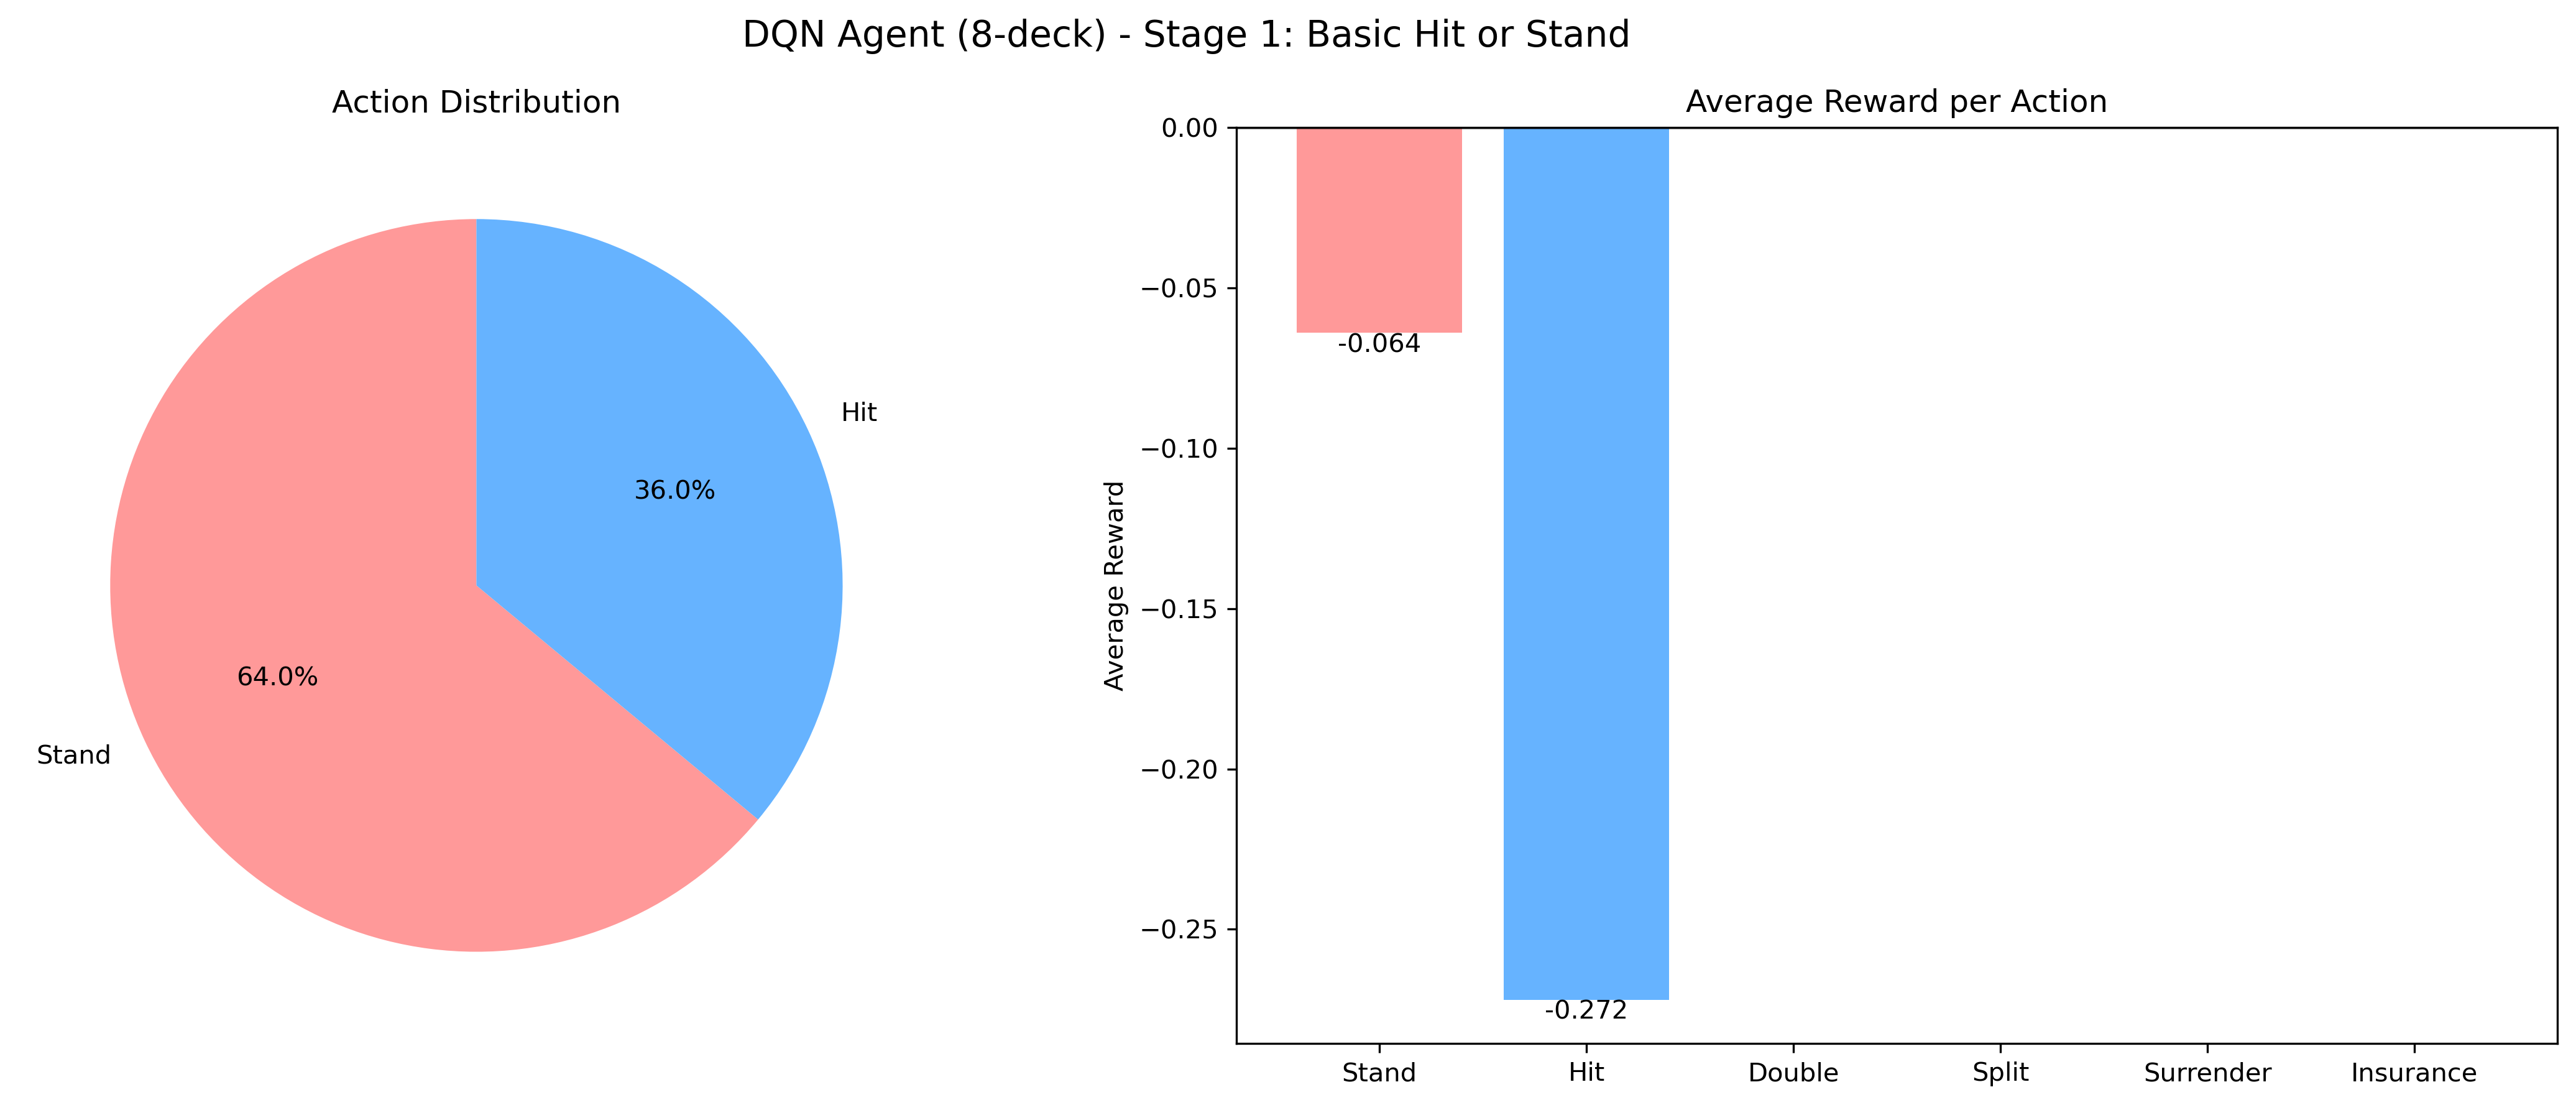 DQN Agent (8-deck) - Stage 1: Basic Hit or Stand
Action Distribution
Hit
36.0%
64.0%
Stand
Average Reward per Action
Average Reward
0.00
−0.05
−0.10
−0.15
−0.20
−0.25
-0.064
-0.272
Stand Hit Double Split Surrender Insurance